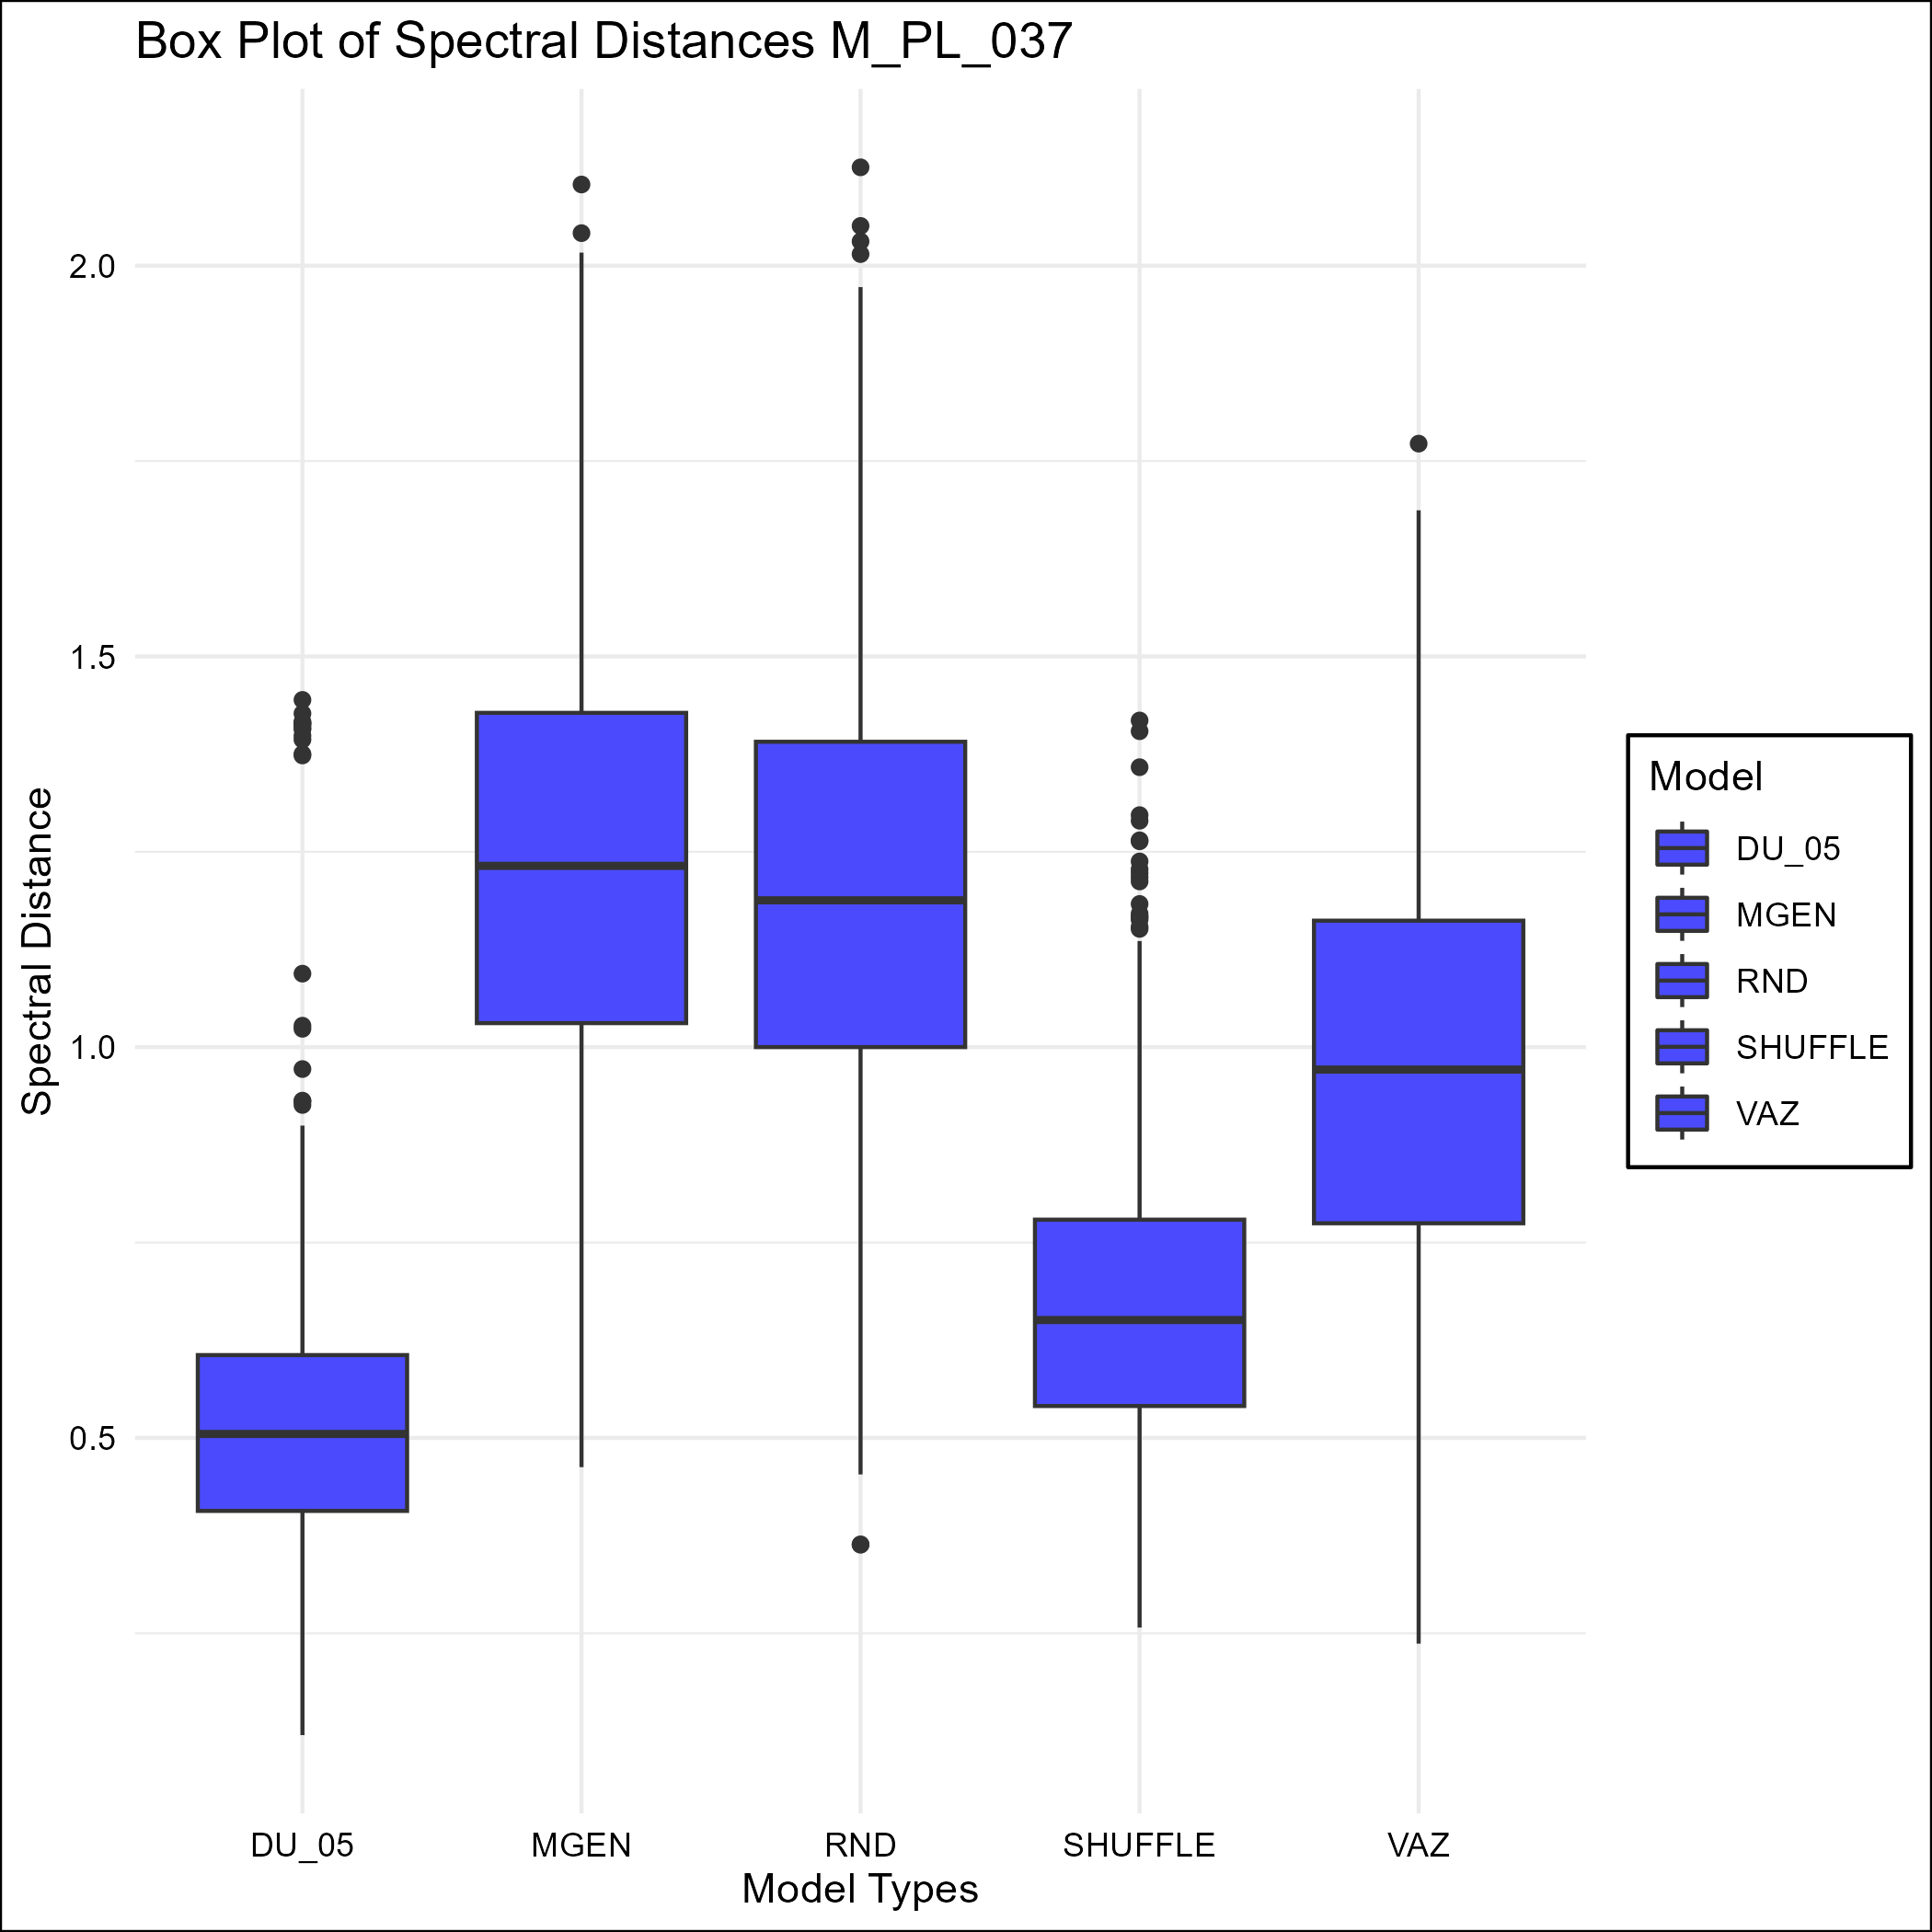 Box Plot of Spectral Distances M_PL_037
Spectral Distance
2.0
1.5
1.0
0.5
DU_05
MGEN
RND
SHUFFLE
VAZ
Model Types
Model
DU_05
MGEN
RND
SHUFFLE
VAZ